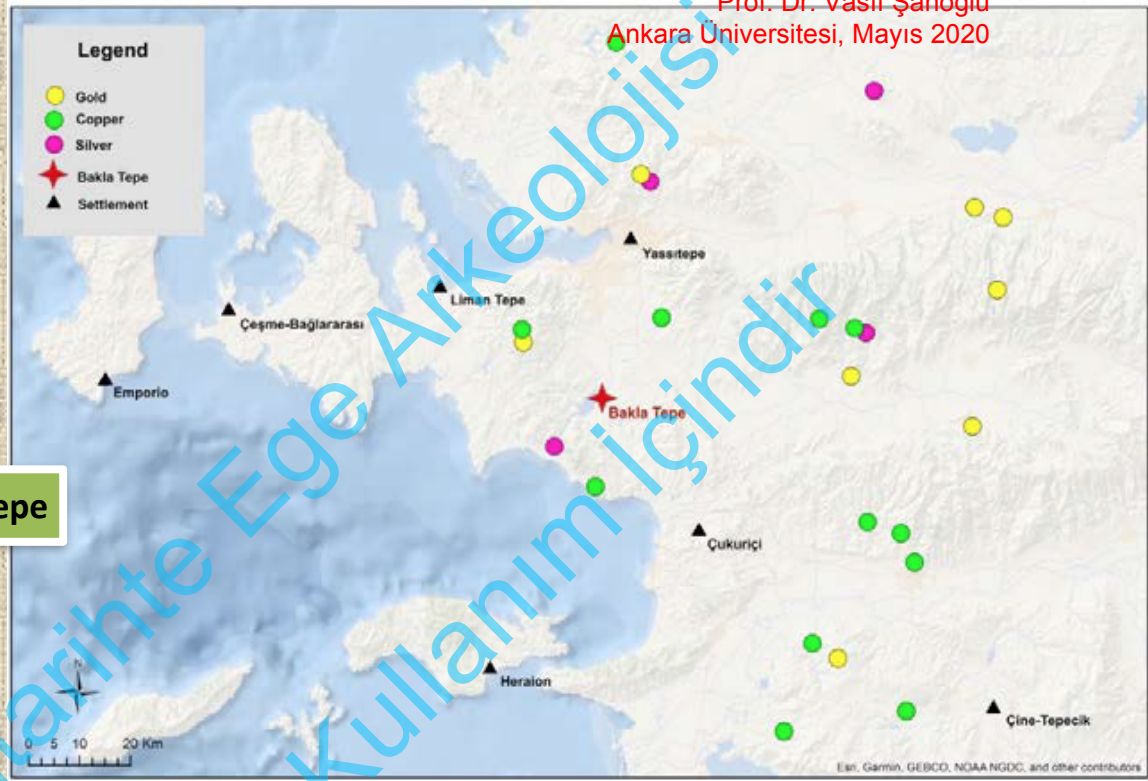 Prof. Dr. Vasıf Şahoğlu
Ankara Üniversitesi, Mayıs 2020
Legend
Gold
Copper
Silver
Bakla Tepe
Settlement
Yassıtepe
Liman Tepe
Çeşme-Bağlararası
Emporio
Bakla Tepe
epe
Çukuriçi
Heraion
Çine-Tepecik
N
0 5 10 20 Km
Esri, Garmin, GEBCO, NOAA NGDC, and other contributors
tarihte Ege Arkeolojisi
Kullanım İçindir